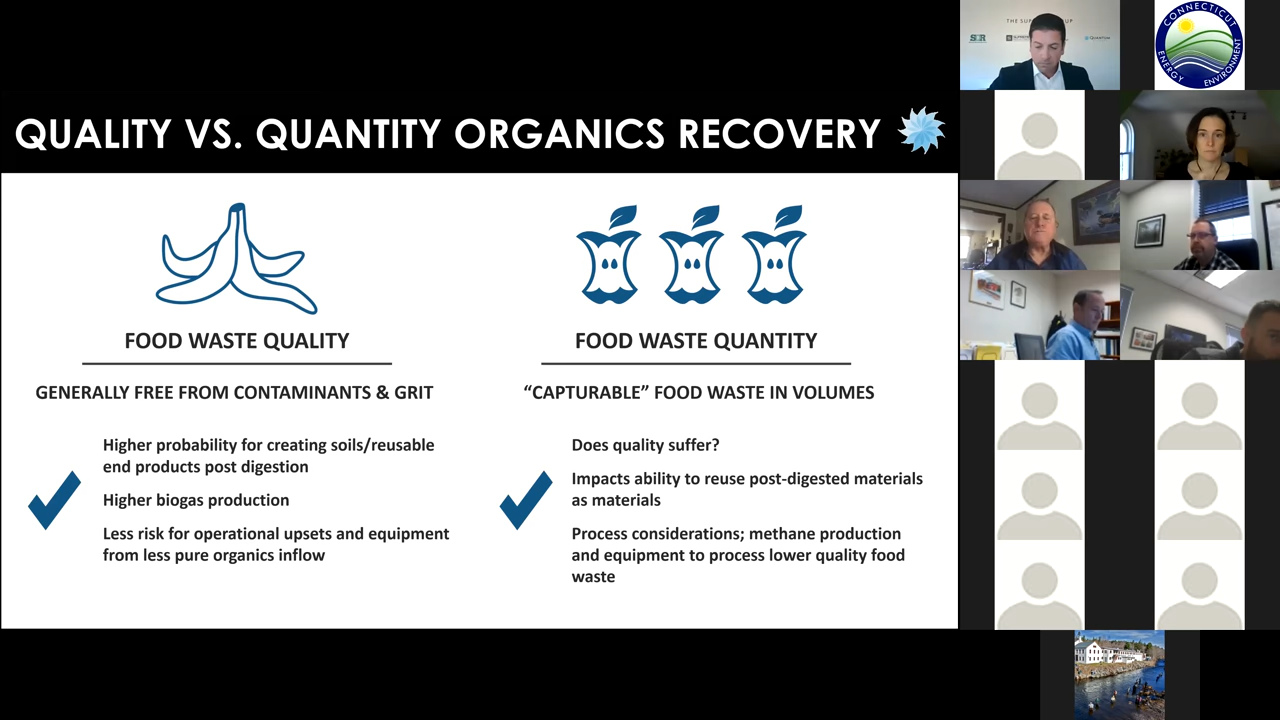 QUALITY VS. QUANTITY ORGANICS RECOVERY
FOOD WASTE QUALITY
GENERALLY FREE FROM CONTAMINANTS & GRIT
Higher probability for creating soils/reusable
end products post digestion
Higher biogas production
Less risk for operational upsets and equipment
from less pure organics inflow
FOOD WASTE QUANTITY
“CAPTURABLE” FOOD WASTE IN VOLUMES
Does quality suffer?
Impacts ability to reuse post-digested materials
as materials
Process considerations; methane production
and equipment to process lower quality food
waste
CONNECTICUT
ENERGY
ENVIRONMENT